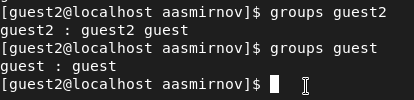 [guest2@localhost aasmirnov]$ groups guest2
guest2 : guest2 guest
[guest2@localhost aasmirnov]$ groups guest
guest : guest
[guest2@localhost aasmirnov]$